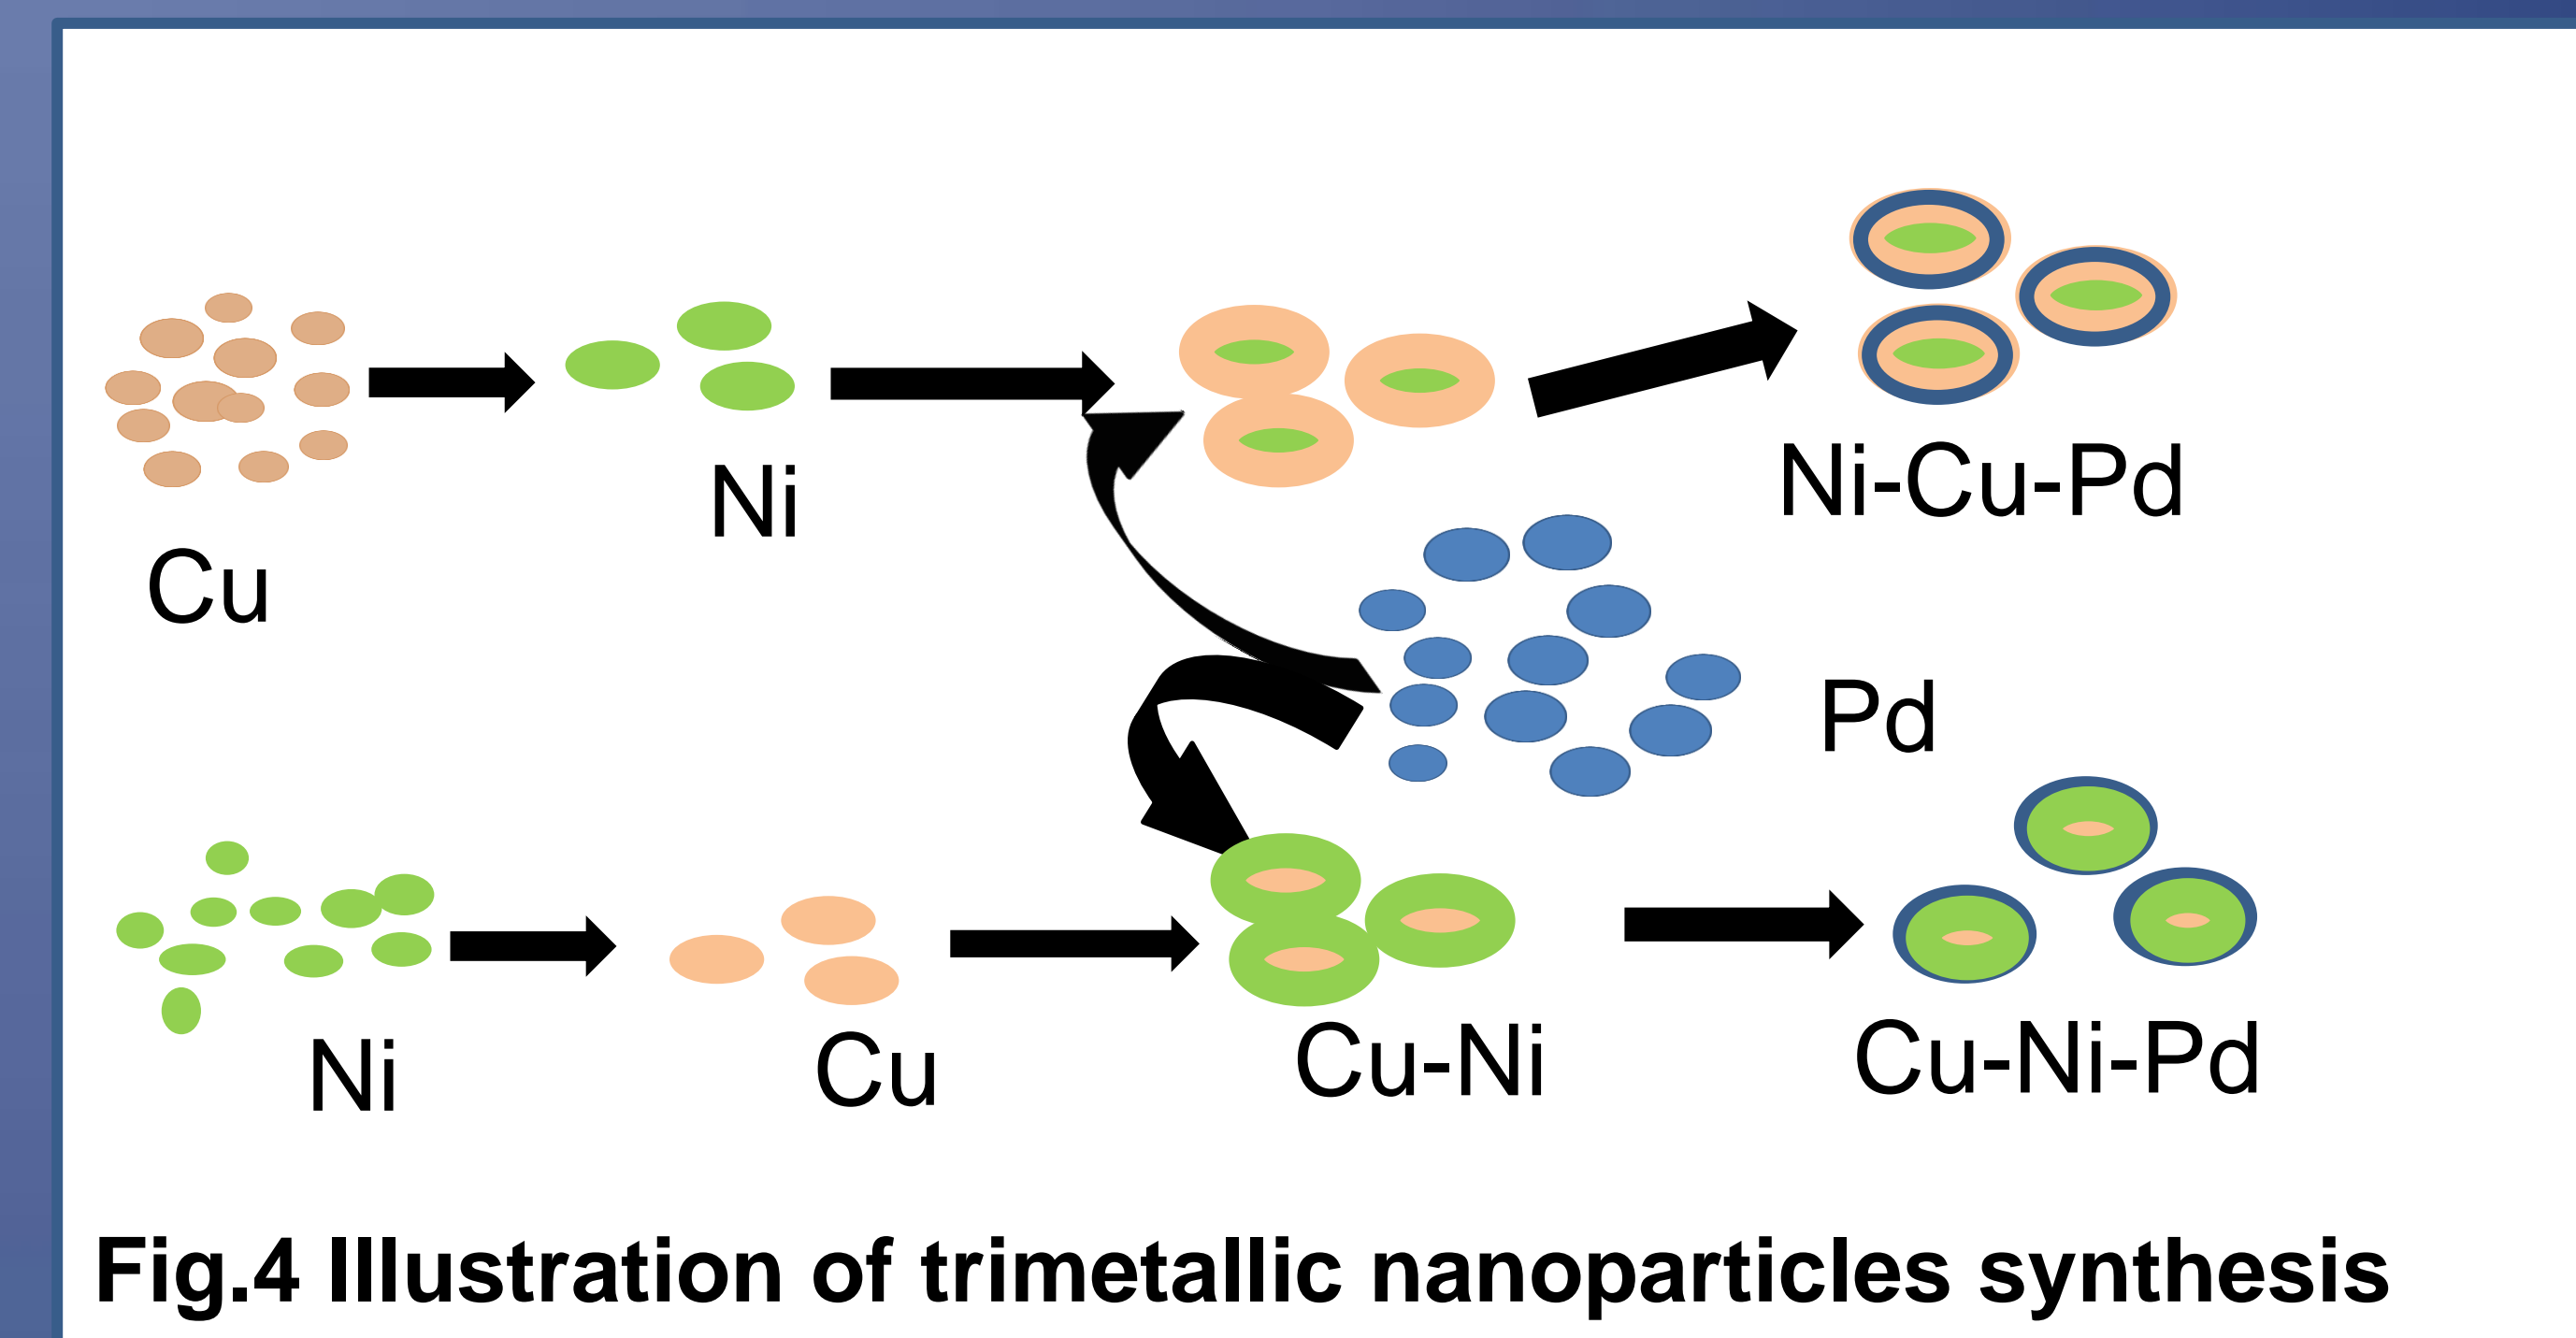 Cu
Ni
Ni-Cu-Pd
Pd
Ni
Cu
Cu-Ni
Cu-Ni-Pd
Fig.4 Illustration of trimetallic nanoparticles synthesis